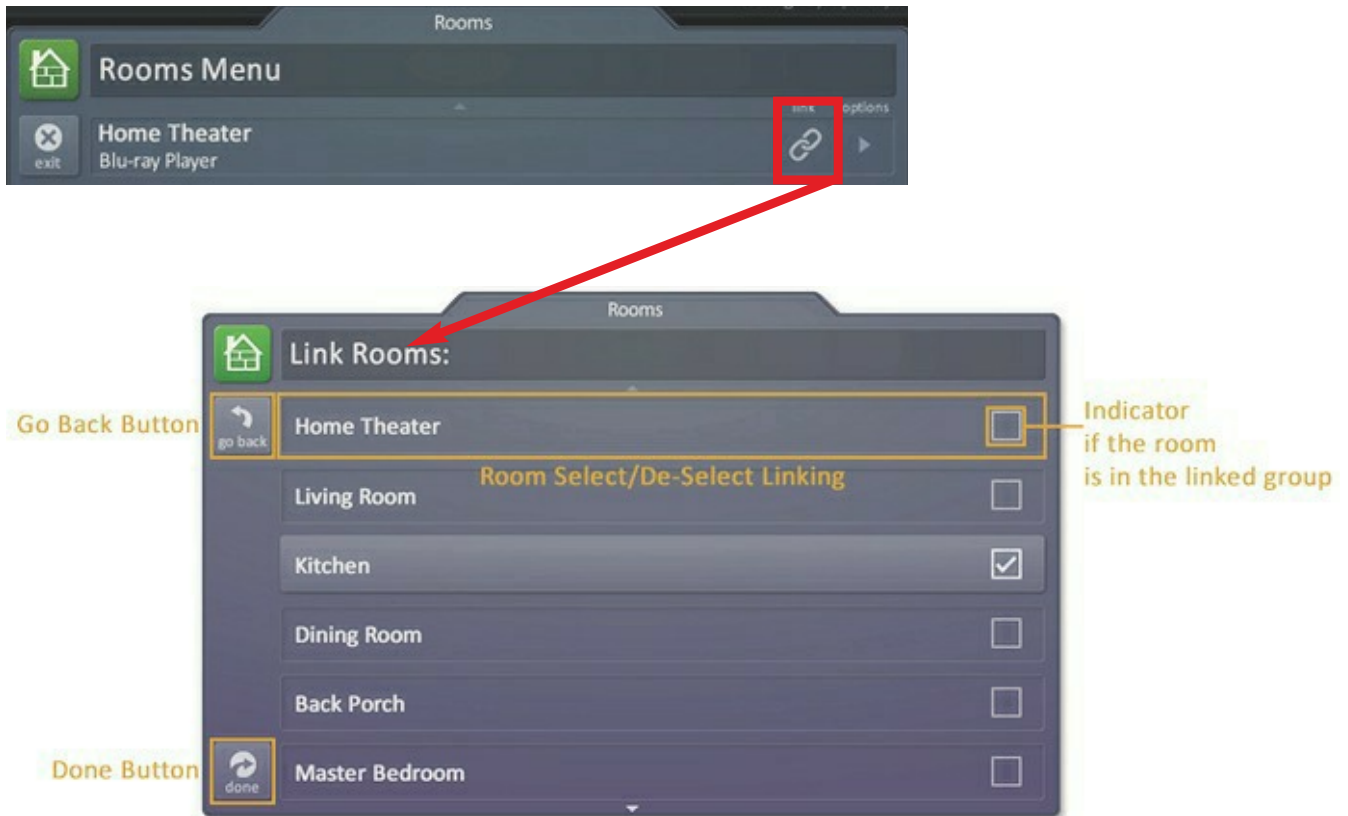 Rooms
Rooms Menu
link options
Home Theater
exit
Blu-ray Player
Rooms
Link Rooms:
Go Back Button
go back
Home Theater
Indicator
if the room
is in the linked group
Room Select/De-Select Linking
Living Room
Kitchen
Dining Room
Back Porch
Done Button
done
Master Bedroom